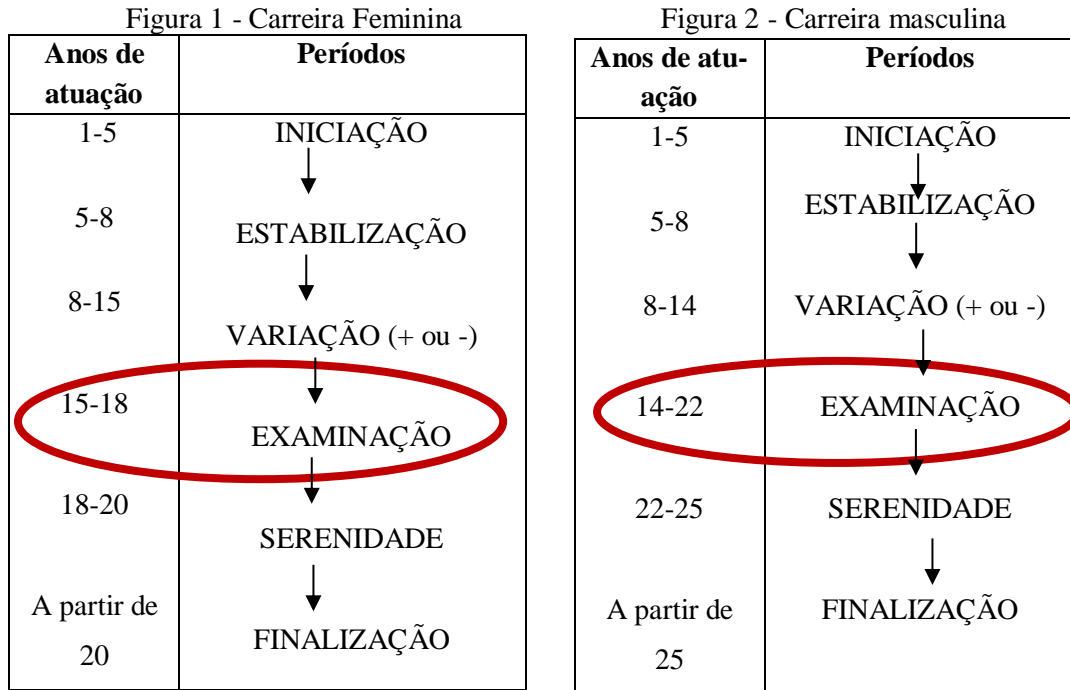 Figura 1 - Carreira Feminina
Anos de
atuação
Períodos
1-5
INICIAÇÃO
5-8
ESTABILIZAÇÃO
8-15
VARIAÇÃO (+ ou -)
15-18
EXAMINAÇÃO
18-20
SERENIDADE
A partir de
20
FINALIZAÇÃO
Figura 2 - Carreira masculina
Anos de atu-
ação
Períodos
1-5
INICIAÇÃO
5-8
ESTABILIZAÇÃO
8-14
VARIAÇÃO (+ ou -)
14-22
EXAMINAÇÃO
22-25
SERENIDADE
A partir de
25
FINALIZAÇÃO